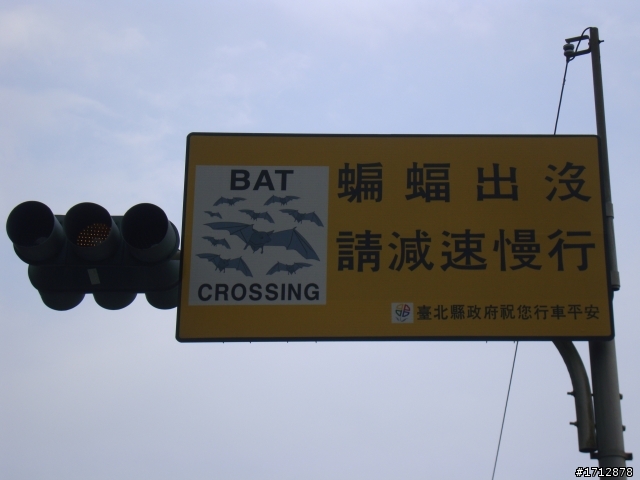 BAT
CROSSING
蝙蝠出沒
請減速慢行
臺北縣政府祝您行車平安
#1712878